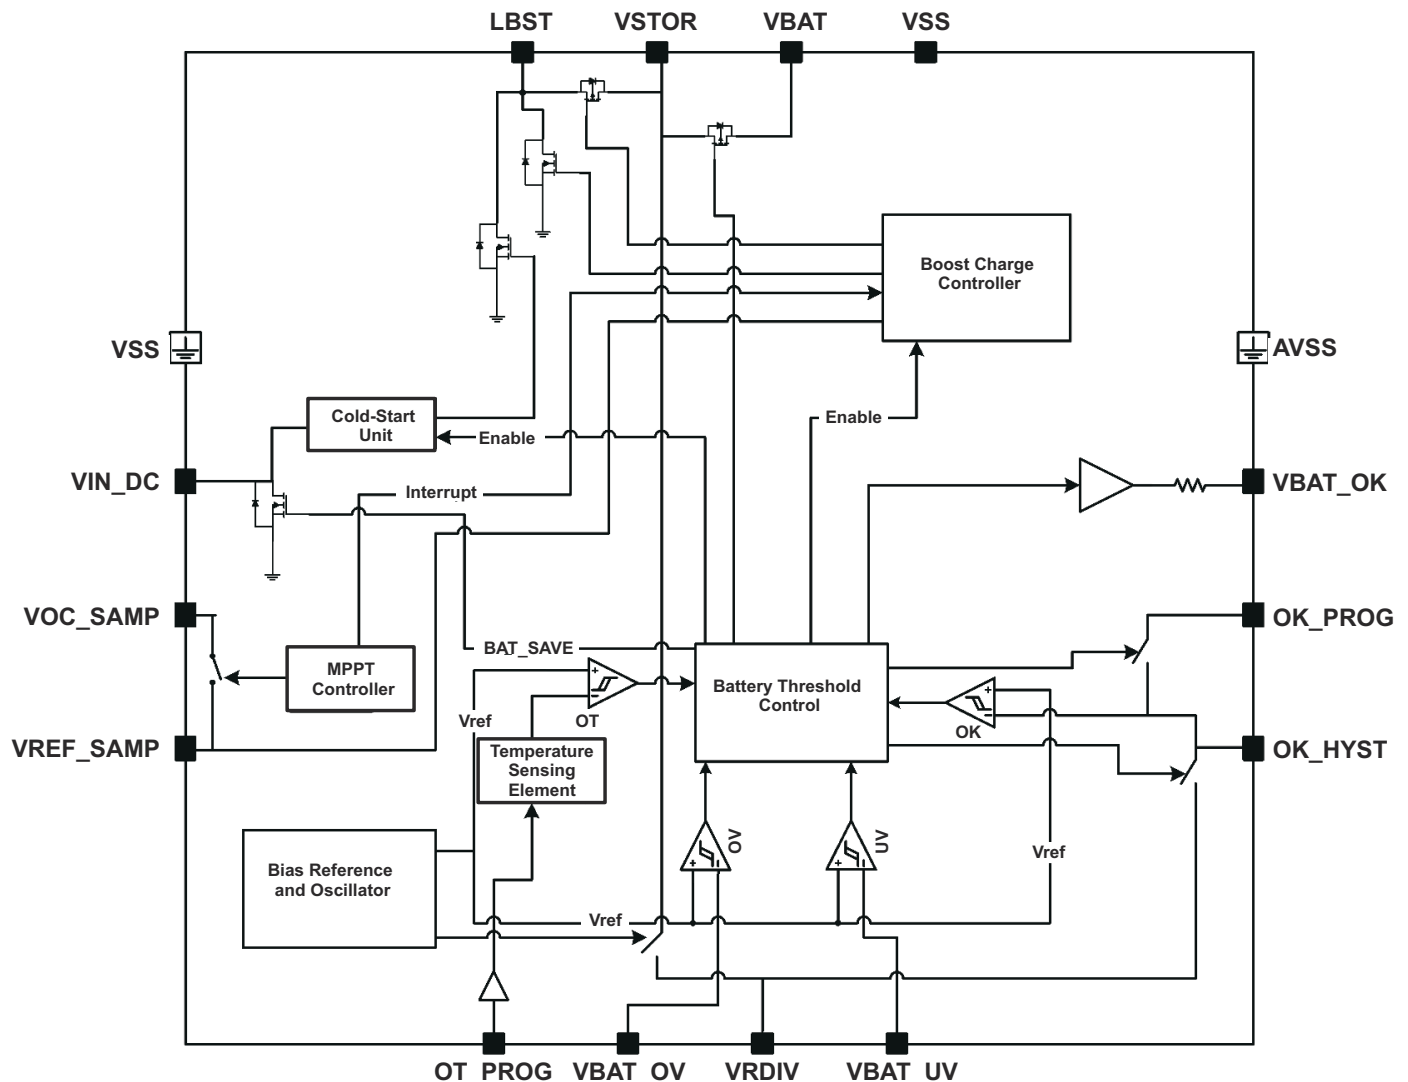 LBST
VSTOR
VBAT
VSS
Boost Charge
Controller
VSS
AVSS
Cold-Start
Unit
Enable
Enable
VIN_DC
Interrupt
VBAT_OK
VOC_SAMP
OK_PROG
BAT_SAVE
MPPT
Controller
+
-
OT
Battery Threshold
Control
+
-
OK
Vref
VREF_SAMP
Temperature
Sensing
Element
OK_HYST
OV
+
-
UV
+
-
Vref
Bias Reference
and Oscillator
Vref
OT_PROG
VBAT_OV
VRDIV
VBAT_UV